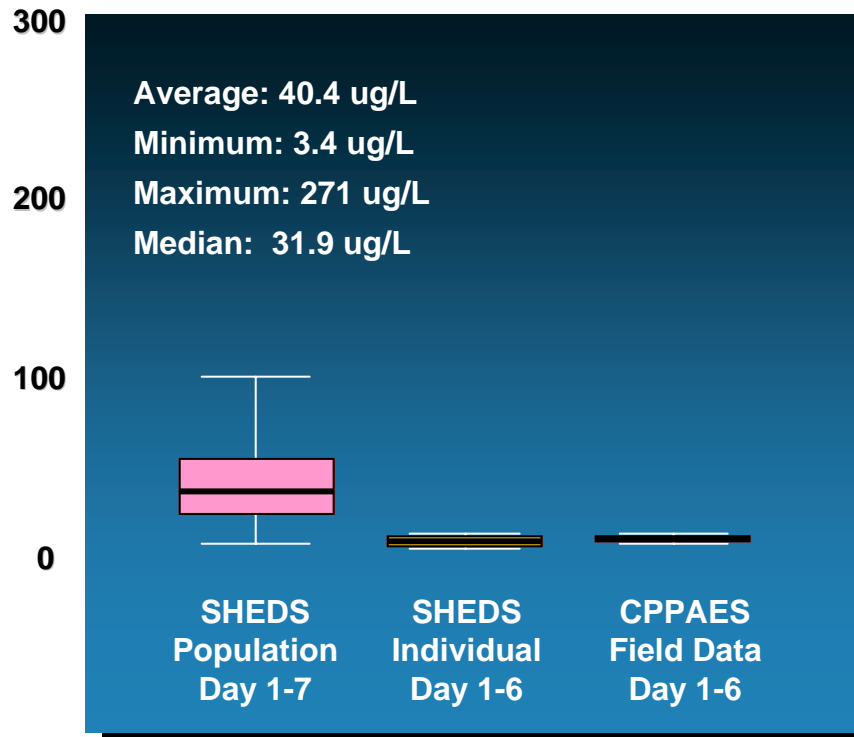 300
Average: 40.4 ug/L
Minimum: 3.4 ug/L
200
Maximum: 271 ug/L
Median: 31.9 ug/L
100
0
SHEDS
Population
Day 1-7
SHEDS
Individual
Day 1-6
CPPAES
Field Data
Day 1-6